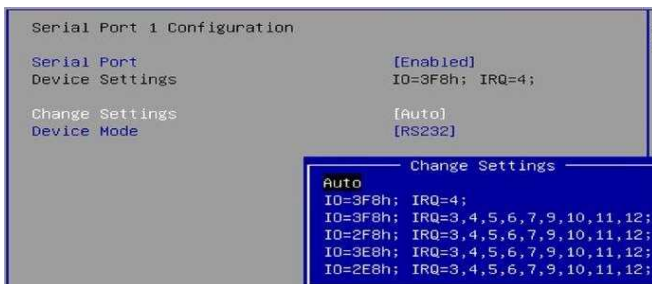 Serial Port 1 Configuration
Serial Port [Enabled]
Device Settings IO=3F8h; IRQ=4;
Change Settings [Auto]
Device Mode [RS232]
Change Settings
Auto
IO=3F8h; IRQ=4;
IO=3F8h; IRQ=3,4,5,6,7,9,10,11,12;
IO=2F8h; IRQ=3,4,5,6,7,9,10,11,12;
IO=3E8h; IRQ=3,4,5,6,7,9,10,11,12;
IO=2E8h; IRQ=3,4,5,6,7,9,10,11,12;